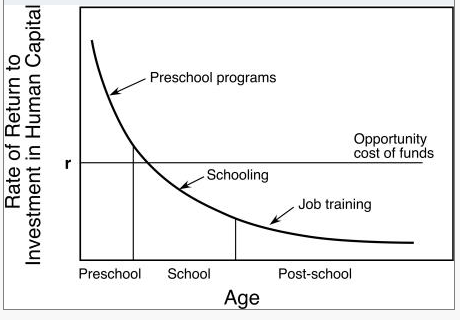 Rate of Return to
Investment in Human Capital
Preschool programs
Opportunity
cost of funds
r
Schooling
Job training
Preschool
School
Post-school
Age